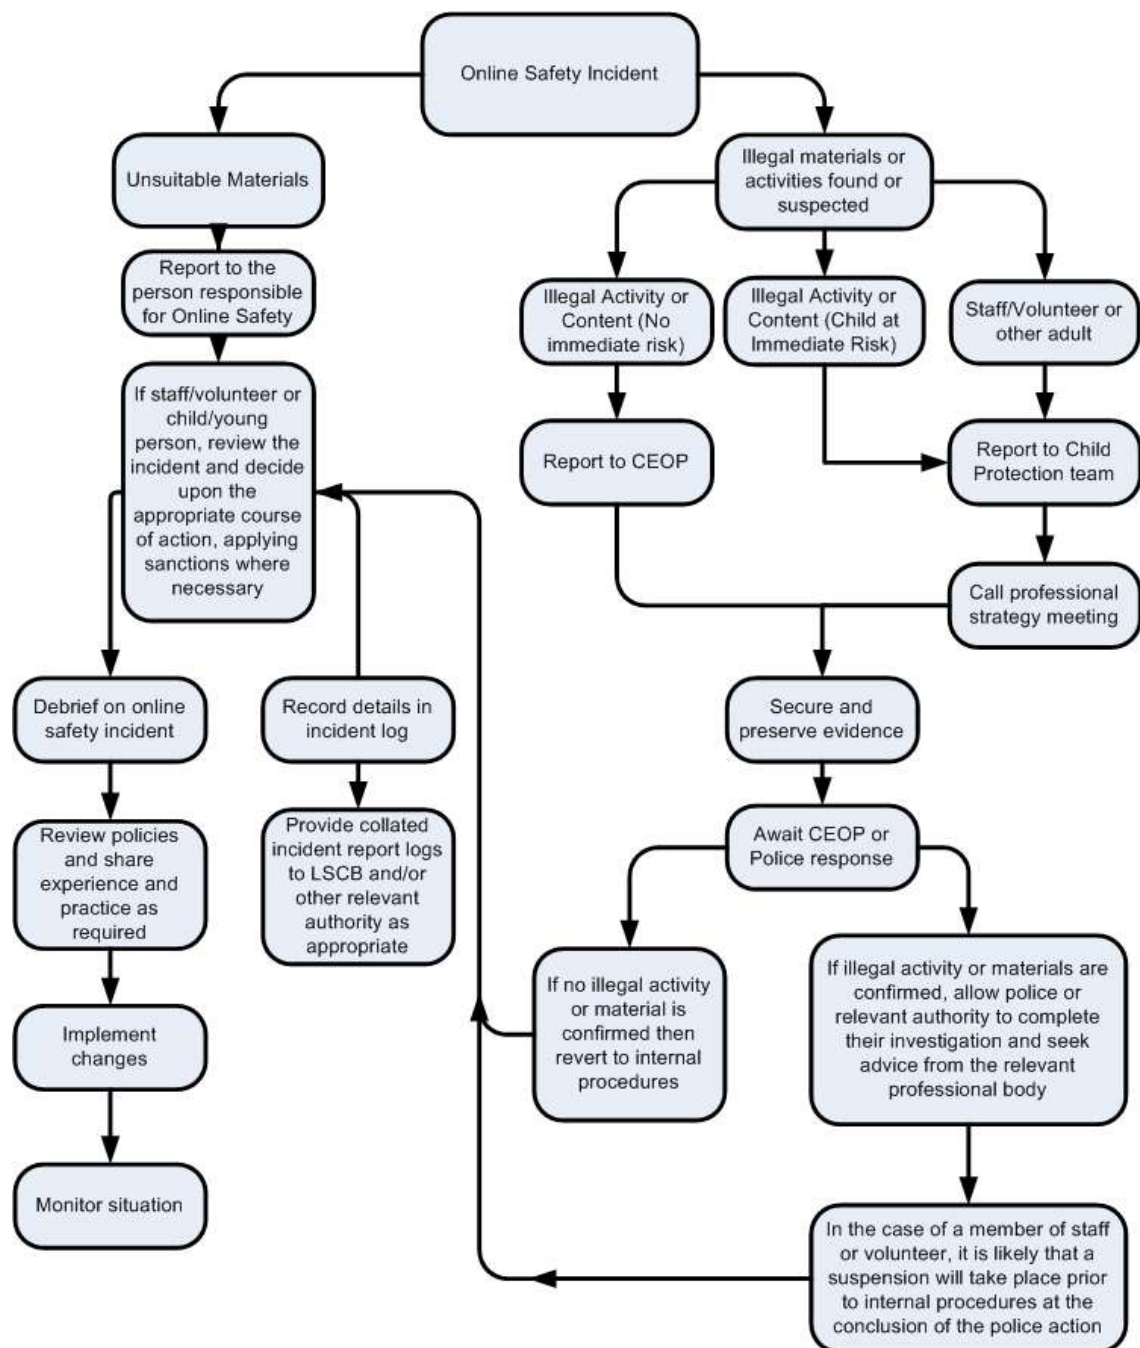 Online Safety Incident
Unsuitable Materials
Report to the
person responsible
for Online Safety
If staff/volunteer or
child/young
person, review the
incident and decide
upon the
appropriate course
of action, applying
sanctions where
necessary
Debrief on online
safety incident
Review policies
and share
experience and
practice as
required
Implement
changes
Monitor situation
Record details in
incident log
Provide collated
incident report logs
to LSCB and/or
other relevant
authority as
appropriate
Illegal materials or
activities found or
suspected
Illegal Activity or
Content (No
immediate risk)
Illegal Activity or
Content (Child at
Immediate Risk)
Staff/Volunteer or
other adult
Report to CEOP
Report to Child
Protection team
Call professional
strategy meeting
Secure and
preserve evidence
Await CEOP or
Police response
If no illegal activity
or material is
confirmed then
revert to internal
procedures
If illegal activity or materials are
confirmed, allow police or
relevant authority to complete
their investigation and seek
advice from the relevant
professional body
In the case of a member of staff
or volunteer, it is likely that a
suspension will take place prior
to internal procedures at the
conclusion of the police action